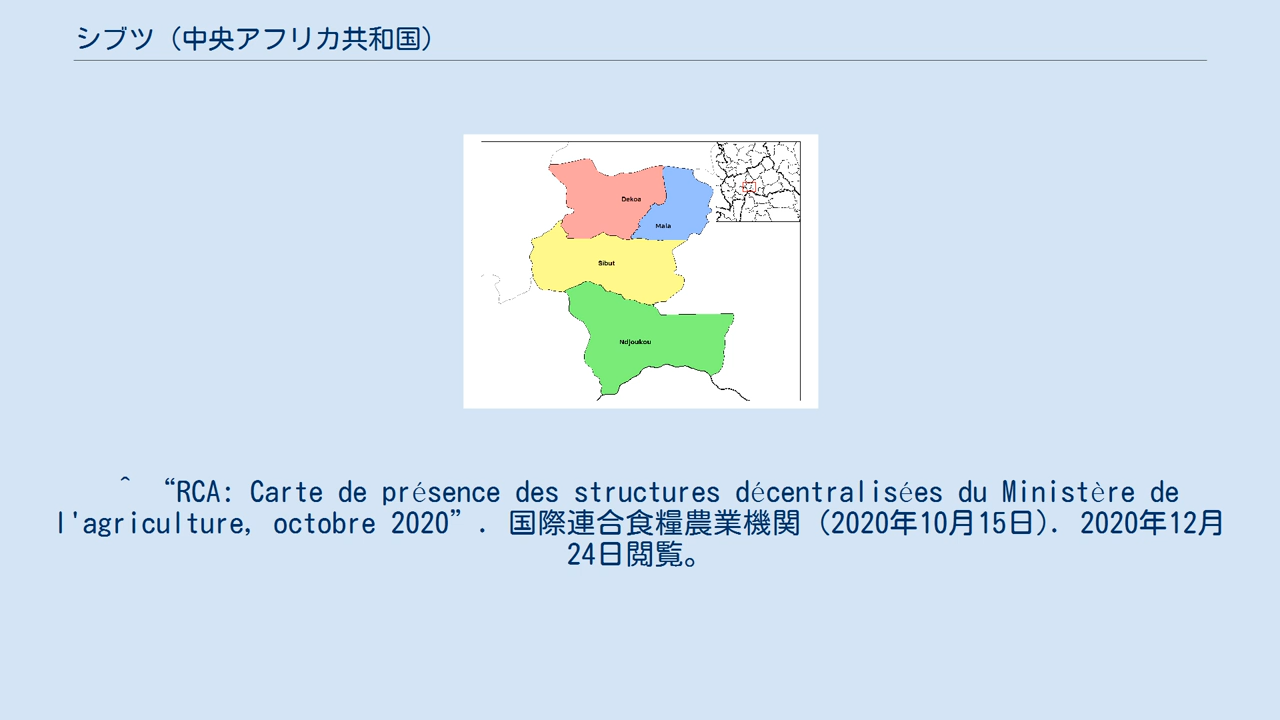 シブツ（中央アフリカ共和国）
Dekoa
Mala
Sibut
Ndjoukou
^ “RCA: Carte de présence des structures décentralisées du Ministère de
l'agriculture, octobre 2020”. 国際連合食糧農業機関 (2020年10月15日). 2020年12月
24日閲覧。